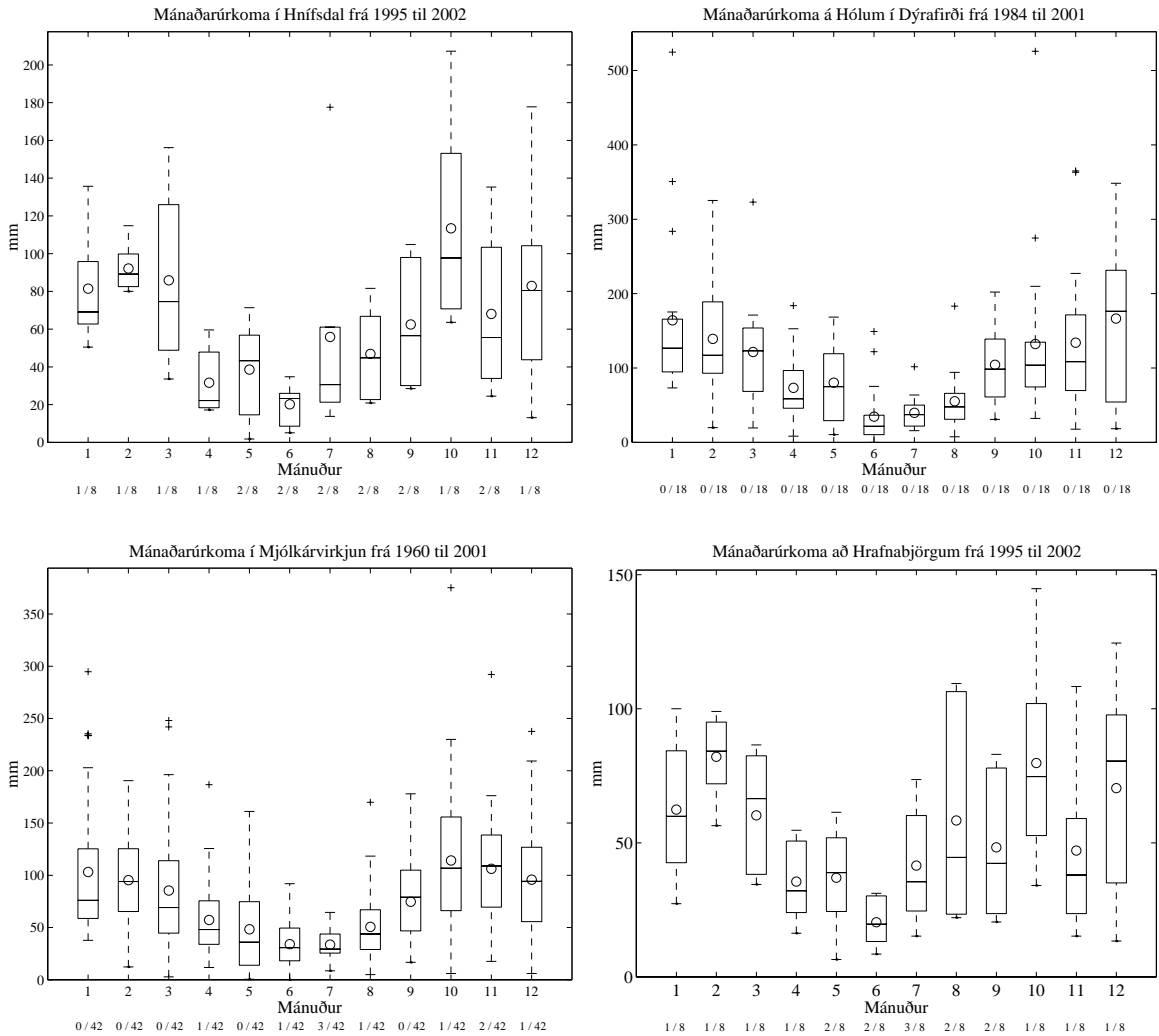 Mánaðarúrkoma í Hnífsdal frá 1995 til 2002
200
180
160
140
120
100
80
60
40
20
0
mm
1 2 3 4 5 6 7 8 9 10 11 12
Mánuður
1 / 8 1 / 8 1 / 8 1 / 8 2 / 8 2 / 8 2 / 8 2 / 8 2 / 8 1 / 8 2 / 8 1 / 8
Mánaðarúrkoma á Hólum í Dýrafirði frá 1984 til 2001
500
400
300
200
100
0
mm
1 2 3 4 5 6 7 8 9 10 11 12
Mánuður
0 / 18 0 / 18 0 / 18 0 / 18 0 / 18 0 / 18 0 / 18 0 / 18 0 / 18 0 / 18 0 / 18 0 / 18
Mánaðarúrkoma í Mjólkárvirkjun frá 1960 til 2001
350
300
250
200
150
100
50
0
mm
1 2 3 4 5 6 7 8 9 10 11 12
Mánuður
0 / 42 0 / 42 0 / 42 1 / 42 0 / 42 1 / 42 3 / 42 1 / 42 0 / 42 1 / 42 2 / 42 1 / 42
Mánaðarúrkoma að Hrafnabjörgum frá 1995 til 2002
150
100
50
0
mm
1 2 3 4 5 6 7 8 9 10 11 12
Mánuður
1 / 8 1 / 8 1 / 8 1 / 8 2 / 8 2 / 8 3 / 8 2 / 8 2 / 8 1 / 8 1 / 8 1 / 8